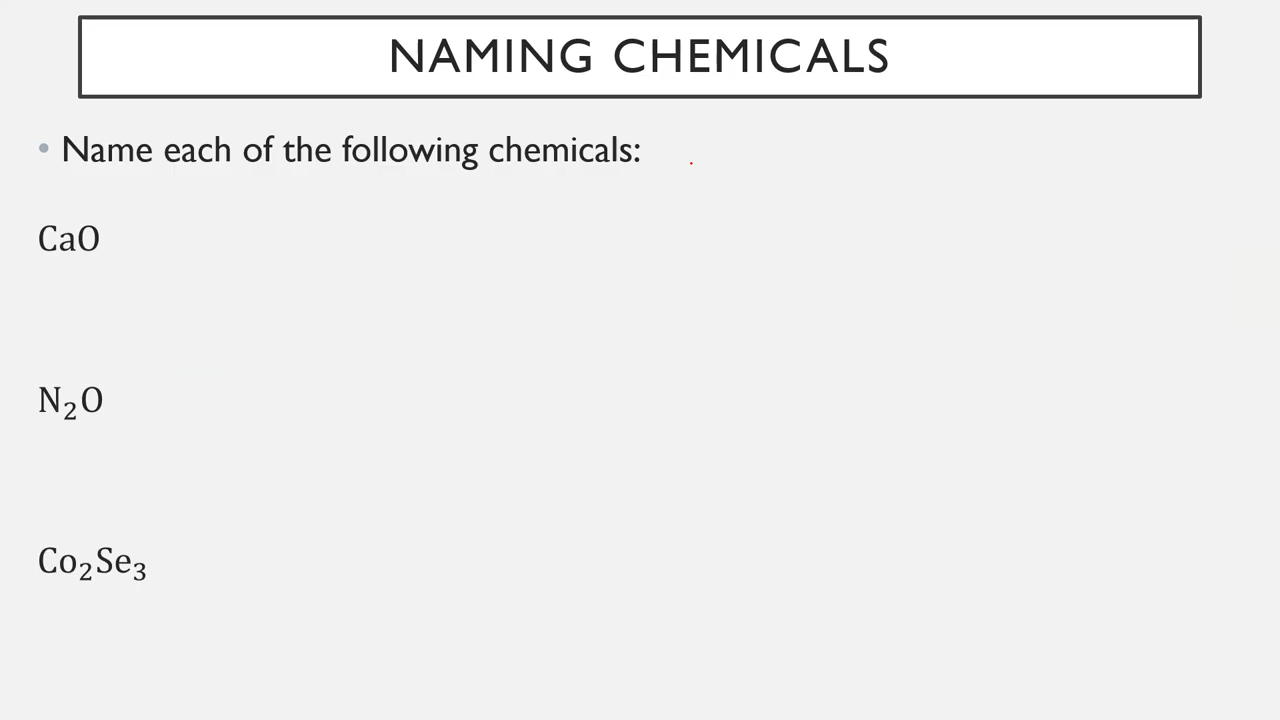 NAMING CHEMICALS
• Name each of the following chemicals:
CaO
N₂O
Co₂Se₃